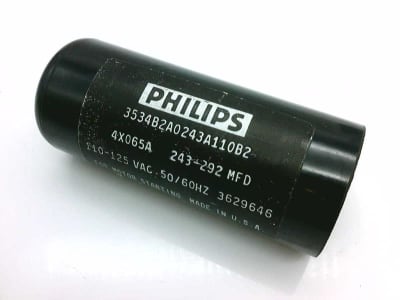 PHILIPS
3534B2A0243A110B2
4X065A 243-292 MFD
110-125 VAC.50/60HZ 3629646
FOR MOTOR STARTING. MADE IN U.S.A